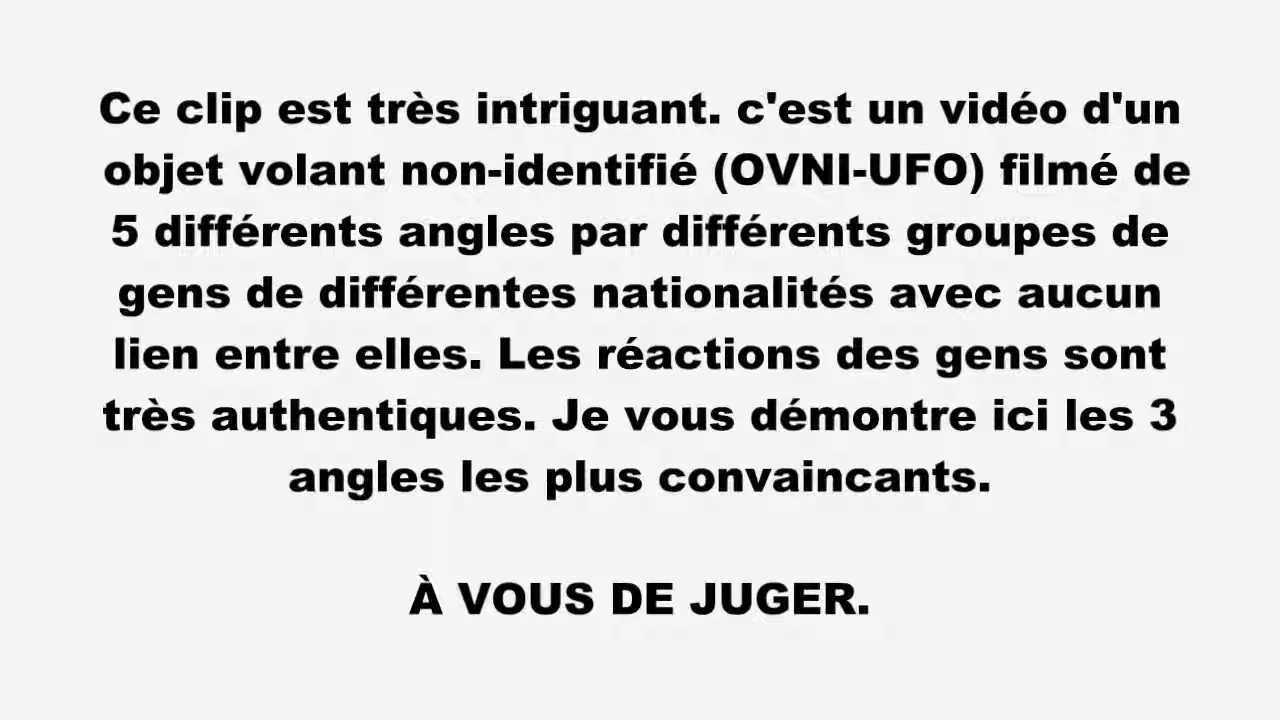 Ce clip est très intriguant. c'est un vidéo d'un
objet volant non-identifié (OVNI-UFO) filmé de
5 différents angles par différents groupes de
gens de différentes nationalités avec aucun
lien entre elles. Les réactions des gens sont
très authentiques. Je vous démontre ici les 3
angles les plus convaincants.
À VOUS DE JUGER.